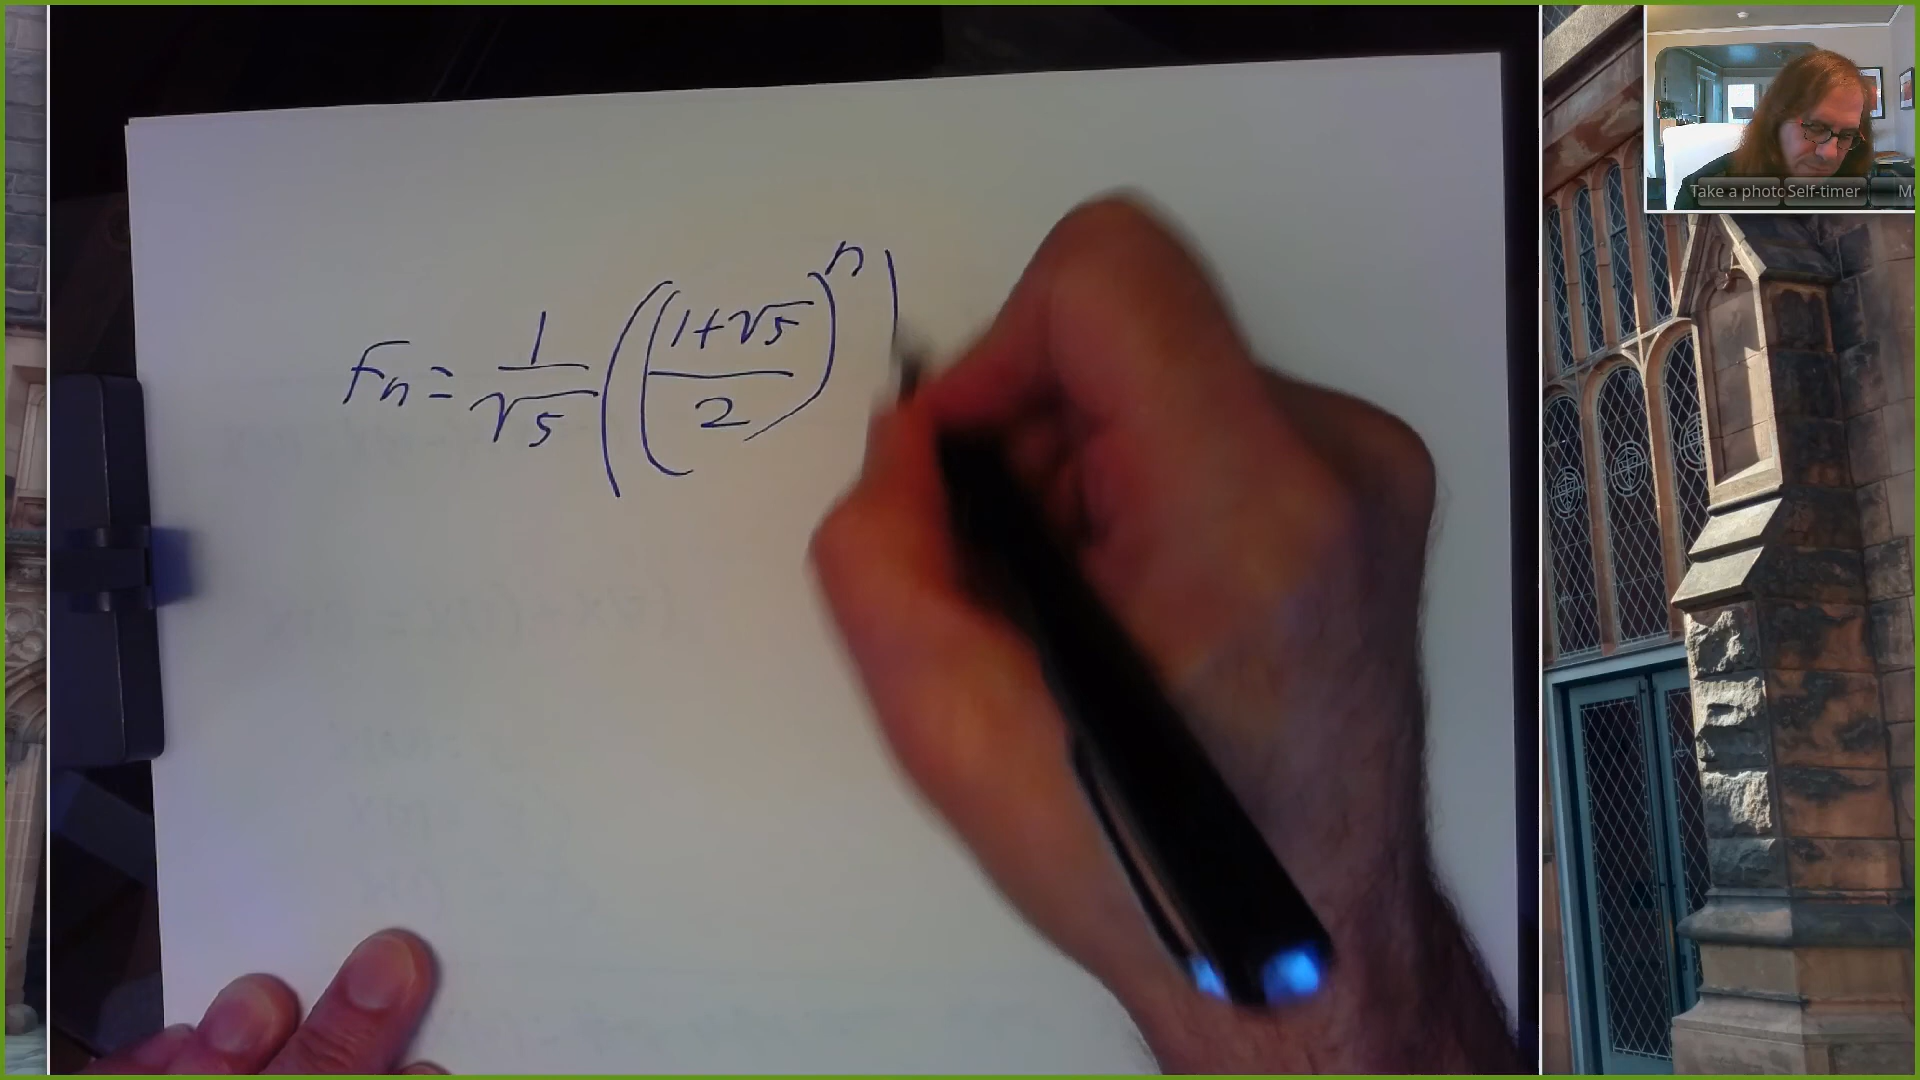 Take a photo Self-timer
Fn = 1/√5 (((1+√5)/2)^n